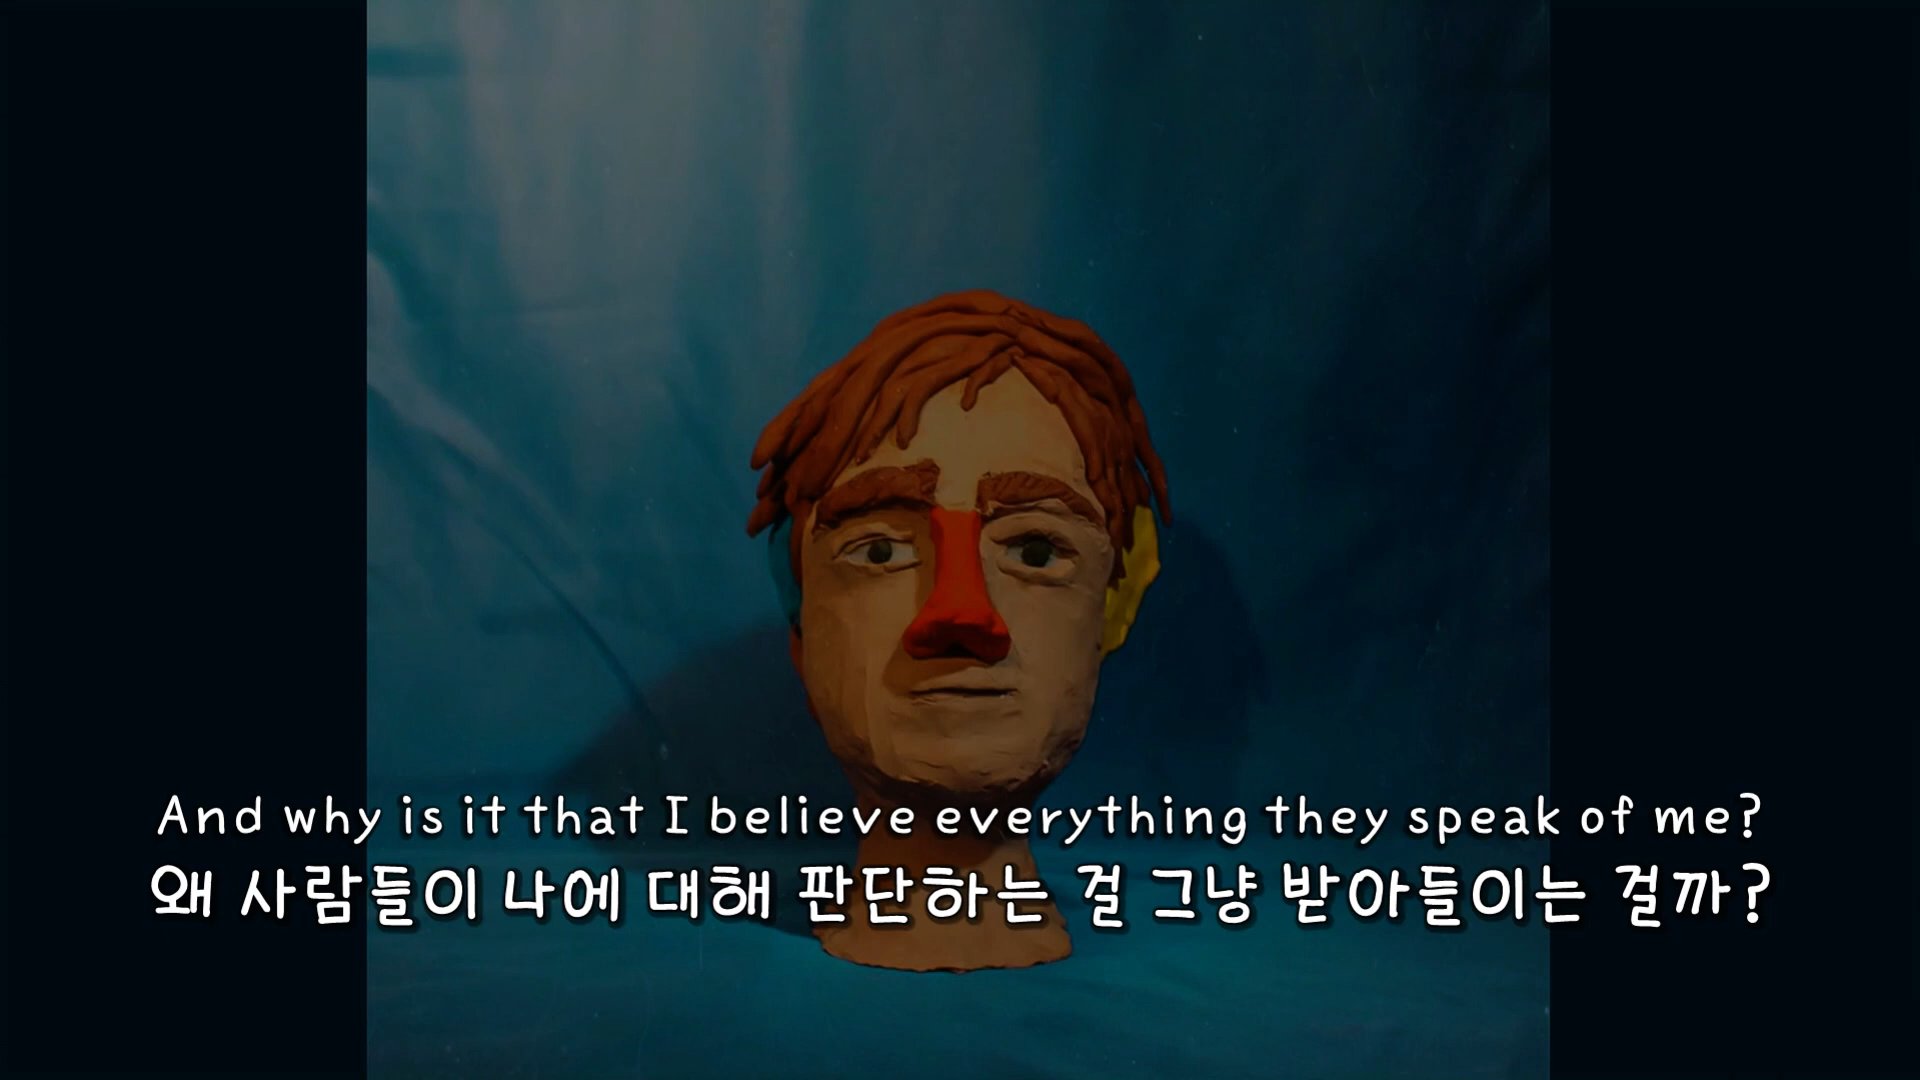 And why is it that I believe everything they speak of me?
왜 사람들이 나에 대해 판단하는 걸 그냥 받아들이는 걸까?